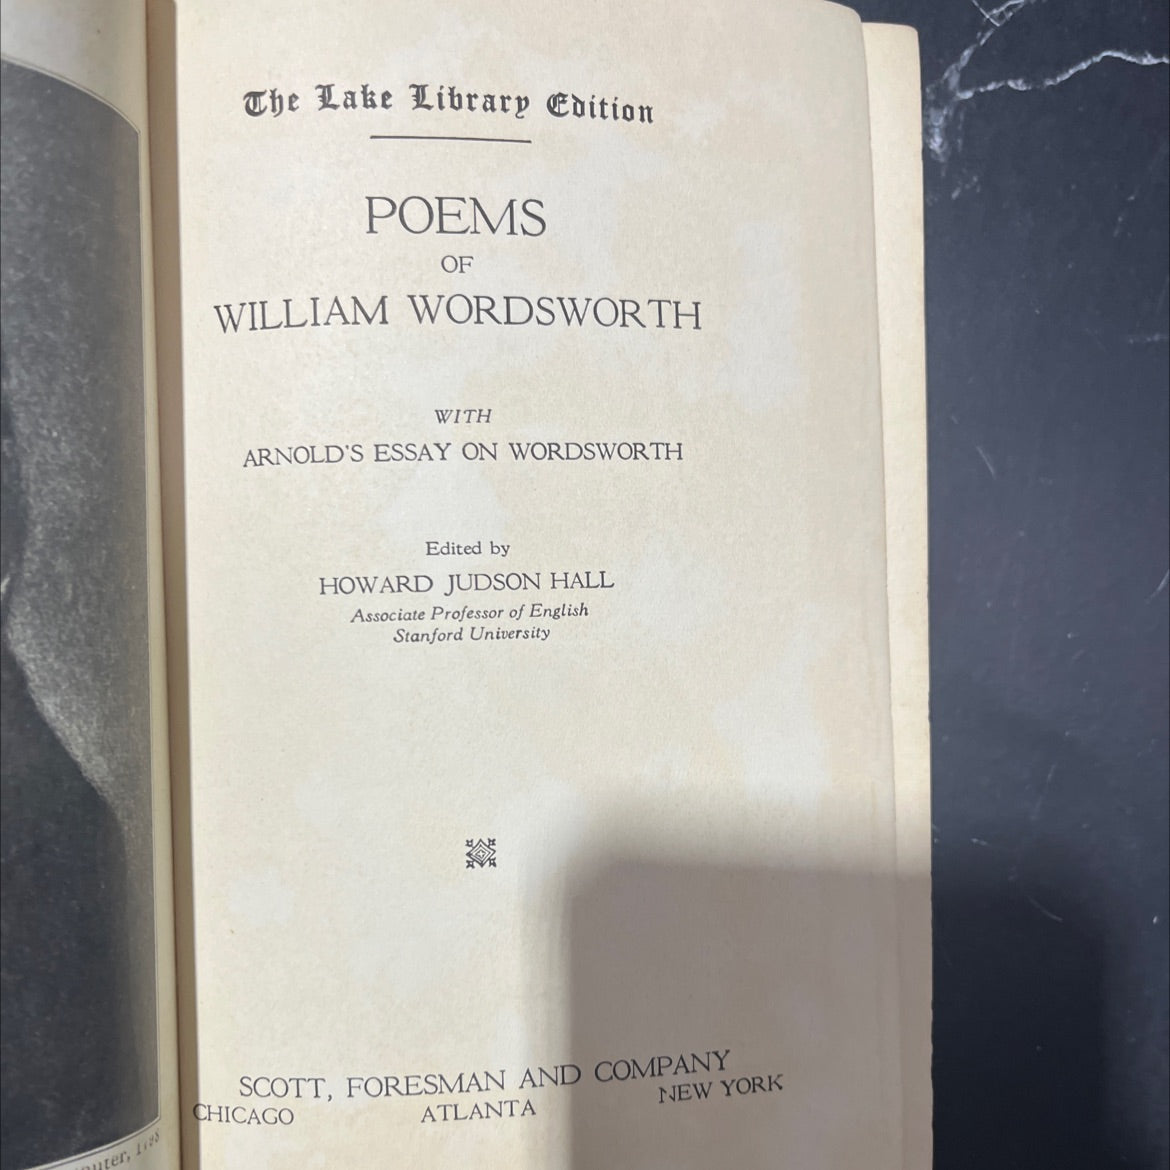 The Lake Library Edition
POEMS
OF
WILLIAM WORDSWORTH
WITH
ARNOLD'S ESSAY ON WORDSWORTH
Edited by
HOWARD JUDSON HALL
Associate Professor of English
Stanford University
SCOTT, FORESMAN AND COMPANY
CHICAGO ATLANTA NEW YORK